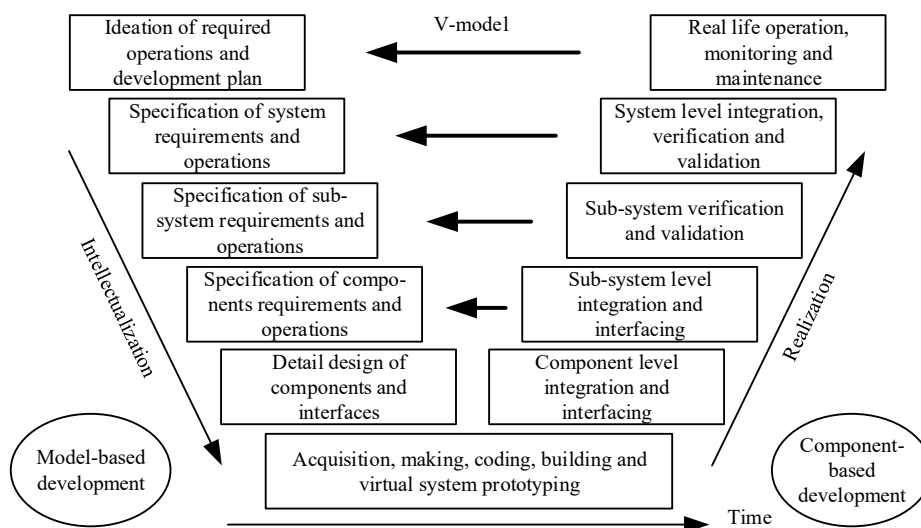 V-model
Ideation of required
operations and
development plan
Real life operation,
monitoring and
maintenance
Specification of system
requirements and
operations
System level integration,
verification and
validation
Specification of sub-
system requirements and
operations
Sub-system verification
and validation
Specification of compo-
nents requirements and
operations
Sub-system level
integration and
interfacing
Detail design of
components and
interfaces
Component level
integration and
interfacing
Acquisition, making, coding, building and
virtual system prototyping
Intellectualization
Realization
Model-based
development
Component-
based
development
Time